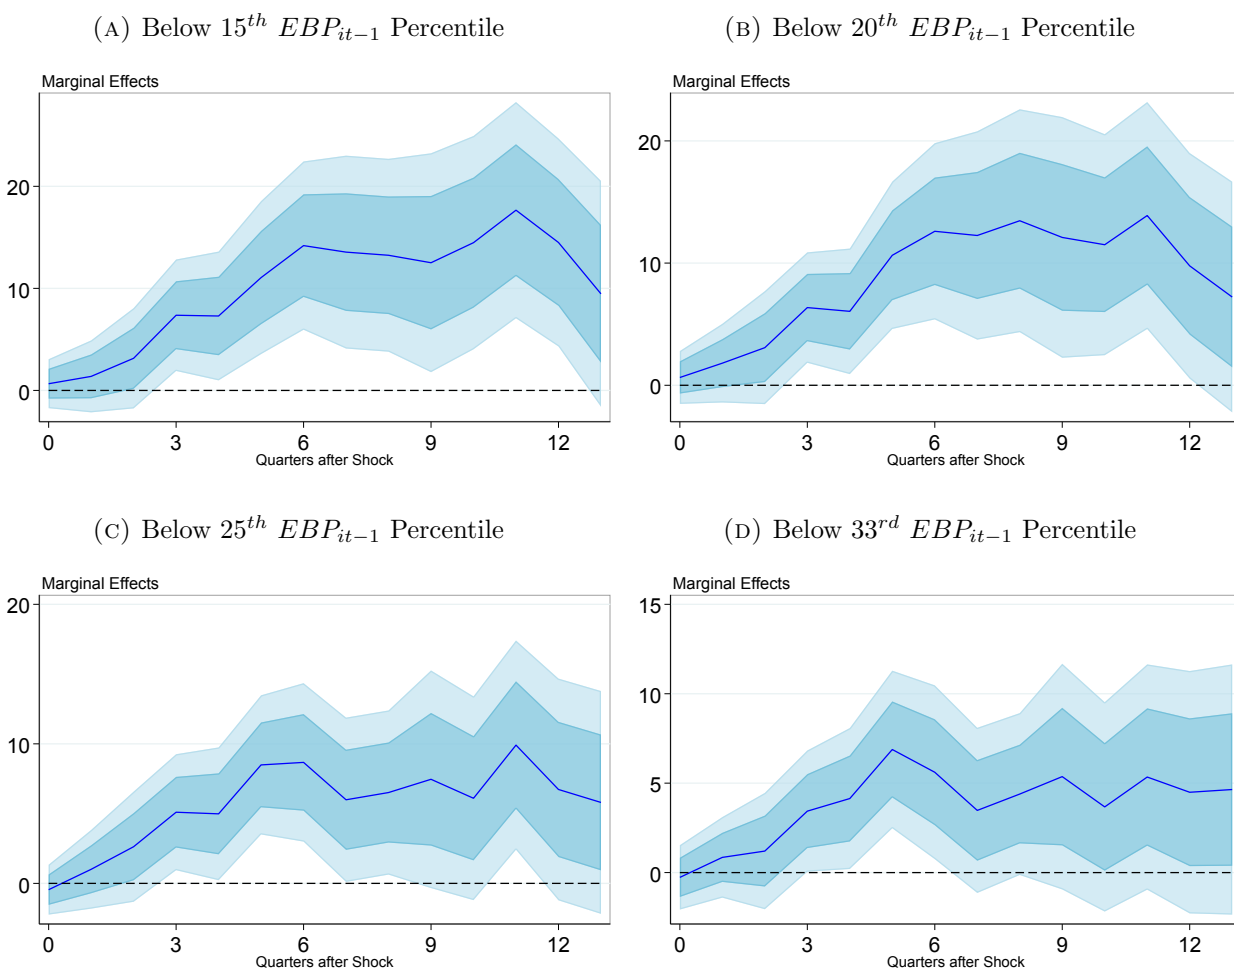 (A) Below 15th EBPit−1 Percentile
Marginal Effects
20
10
0
0 3 6 9 12
Quarters after Shock
(B) Below 20th EBPit−1 Percentile
Marginal Effects
20
10
0
0 3 6 9 12
Quarters after Shock
(C) Below 25th EBPit−1 Percentile
Marginal Effects
20
10
0
0 3 6 9 12
Quarters after Shock
(D) Below 33rd EBPit−1 Percentile
Marginal Effects
15
10
5
0
0 3 6 9 12
Quarters after Shock